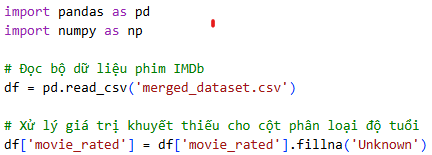 import pandas as pd
import numpy as np
# Đọc bộ dữ liệu phim IMDb
df = pd.read_csv('merged_dataset.csv')
# Xử lý giá trị khuyết thiếu cho cột phân loại độ tuổi
df['movie_rated'] = df['movie_rated'].fillna('Unknown')